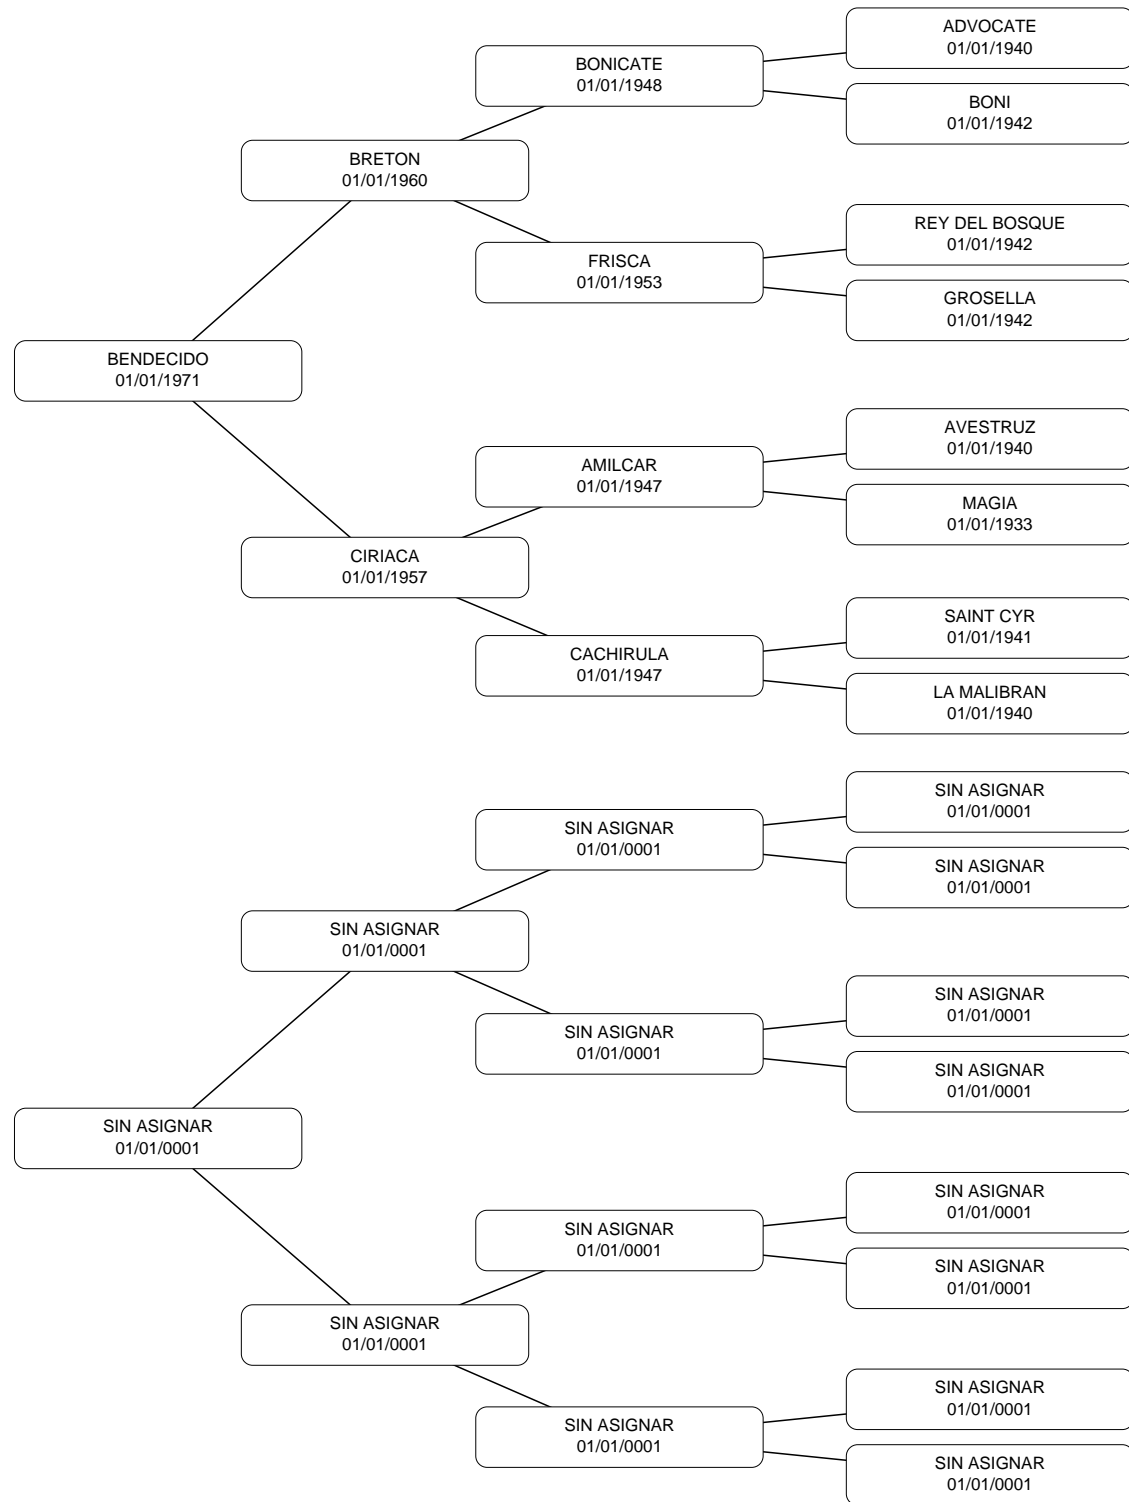 ADVOCATE
01/01/1940
BONICATE
01/01/1948
BONI
01/01/1942
BRETON
01/01/1960
REY DEL BOSQUE
01/01/1942
FRISCA
01/01/1953
GROSELLA
01/01/1942
BENDECIDO
01/01/1971
AVESTRUZ
01/01/1940
AMILCAR
01/01/1947
MAGIA
01/01/1933
CIRIACA
01/01/1957
SAINT CYR
01/01/1941
CACHIRULA
01/01/1947
LA MALIBRAN
01/01/1940
SIN ASIGNAR
01/01/0001
SIN ASIGNAR
01/01/0001
SIN ASIGNAR
01/01/0001
SIN ASIGNAR
01/01/0001
SIN ASIGNAR
01/01/0001
SIN ASIGNAR
01/01/0001
SIN ASIGNAR
01/01/0001
SIN ASIGNAR
01/01/0001
SIN ASIGNAR
01/01/0001
SIN ASIGNAR
01/01/0001
SIN ASIGNAR
01/01/0001
SIN ASIGNAR
01/01/0001
SIN ASIGNAR
01/01/0001
SIN ASIGNAR
01/01/0001
SIN ASIGNAR
01/01/0001